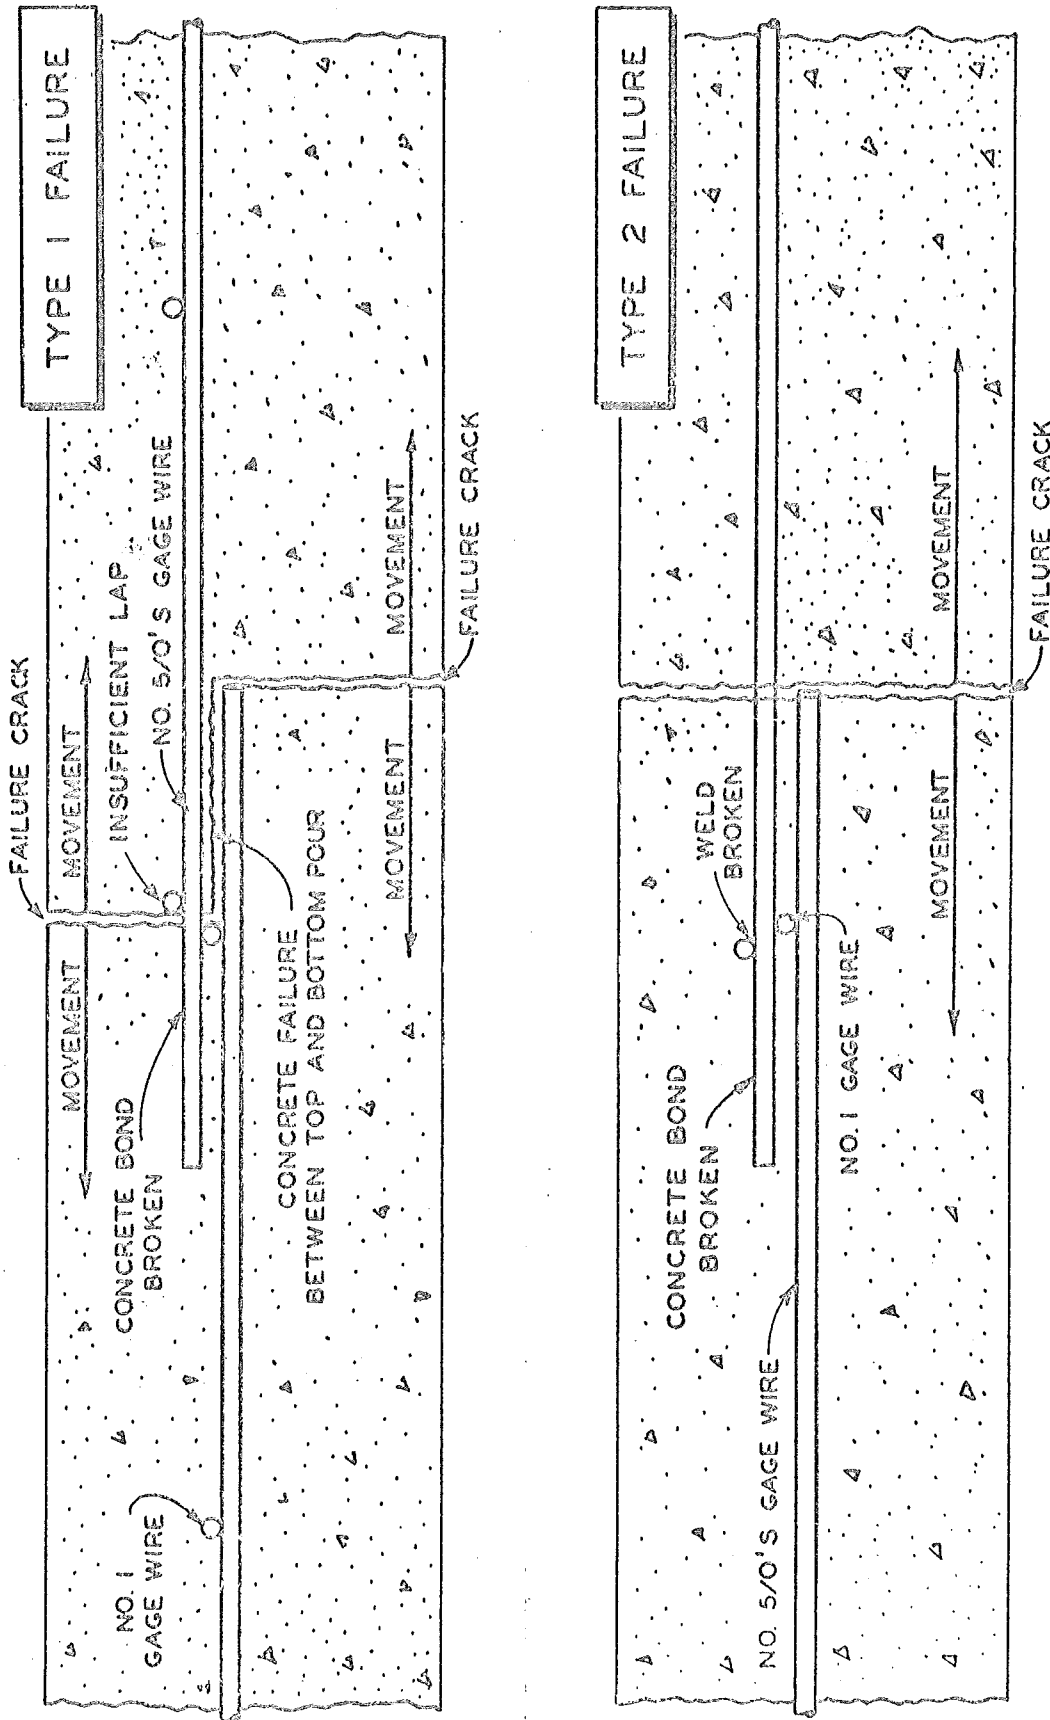 TYPE 1 FAILURE
FAILURE CRACK
MOVEMENT
MOVEMENT
INSUFFICIENT LAP
NO. 5/0'S GAGE WIRE
CONCRETE BOND
BROKEN
NO. 1
GAGE WIRE
CONCRETE FAILURE
BETWEEN TOP AND BOTTOM POUR
MOVEMENT
MOVEMENT
FAILURE CRACK
TYPE 2 FAILURE
WELD
BROKEN
CONCRETE BOND
BROKEN
NO. 5/0'S GAGE WIRE
NO. 1 GAGE WIRE
MOVEMENT
MOVEMENT
FAILURE CRACK